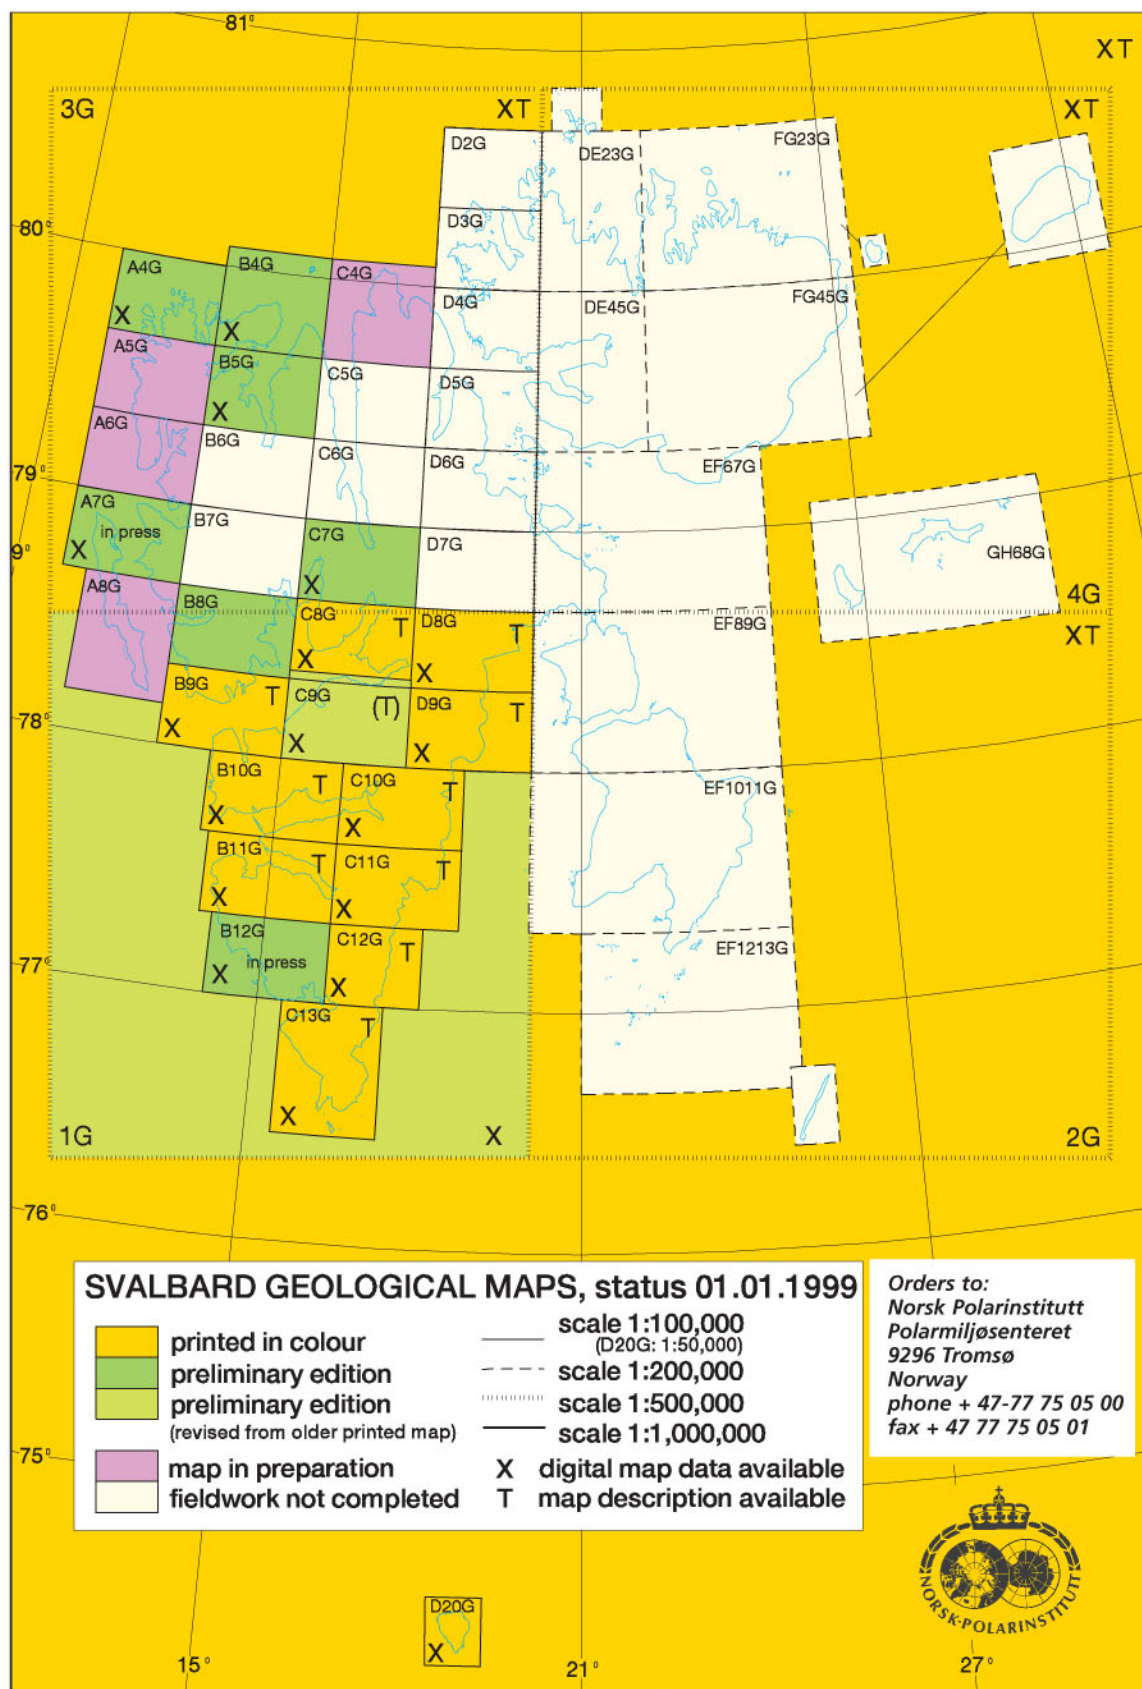 81°
XT
3G
XT
XT
D2G
DE23G
FG23G
D3G
80°
A4G
B4G
C4G
D4G
DE45G
FG45G
X
X
A5G
B5G
C5G
D5G
X
A6G
B6G
C6G
D6G
EF67G
79°
A7G
in press
B7G
C7G
D7G
9°
X
X
GH68G
A8G
B8G
C8G
T
D8G
T
EF89G
4G
XT
X
X
B9G
T
C9G
(T)
D9G
T
78°
X
X
X
B10G
T
C10G
T
EF1011G
X
X
B11G
T
C11G
T
X
X
B12G
in press
C12G
T
EF1213G
77°
X
X
C13G
T
X
1G
X
2G
76°
SVALBARD GEOLOGICAL MAPS, status 01.01.1999
printed in colour
preliminary edition
preliminary edition
(revised from older printed map)
map in preparation
fieldwork not completed
scale 1:100,000
(D20G: 1:50,000)
scale 1:200,000
scale 1:500,000
scale 1:1,000,000
X digital map data available
T map description available
Orders to:
Norsk Polarinstitutt
Polarmiljøsenteret
9296 Tromsø
Norway
phone + 47-77 75 05 00
fax + 47 77 75 05 01
75°
NORSK-POLARINSTITUTT
D20G
X
15°
21°
27°